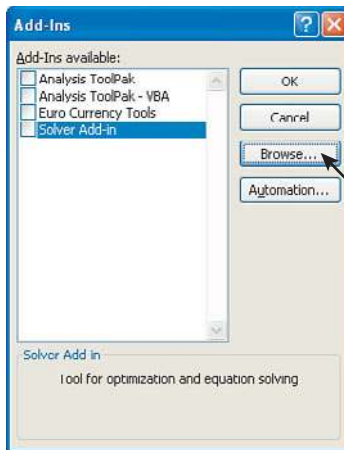 Add-Ins
Add-Ins available:
Analysis ToolPak
Analysis ToolPak - VBA
Euro Currency Tools
Solver Add-in
OK
Cancel
Browse...
Automation...
Solver Add in
Tool for optimization and equation solving